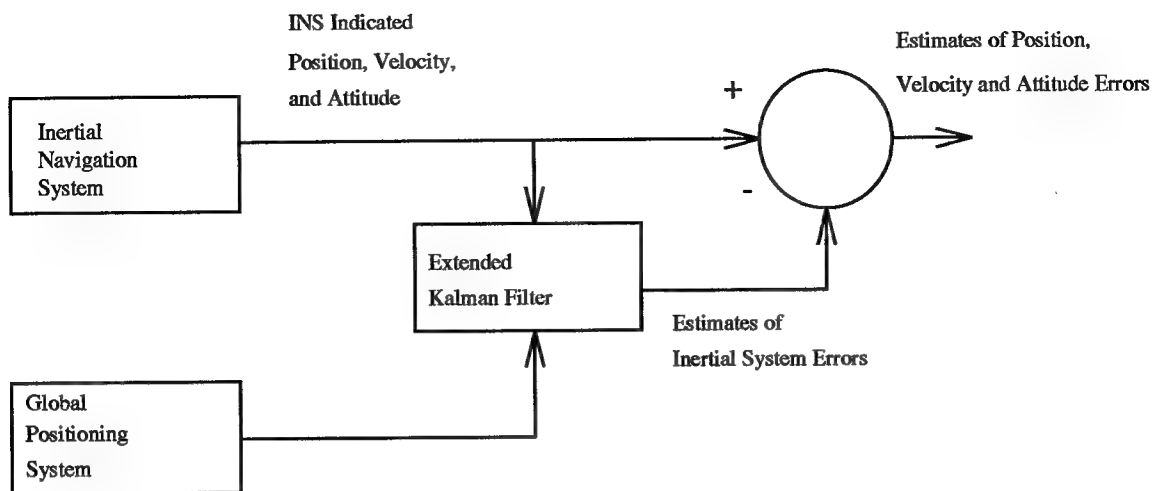 INS Indicated
Position, Velocity,
and Attitude
Estimates of Position,
Velocity and Attitude Errors
+
-
Inertial
Navigation
System
Extended
Kalman Filter
Estimates of
Inertial System Errors
Global
Positioning
System